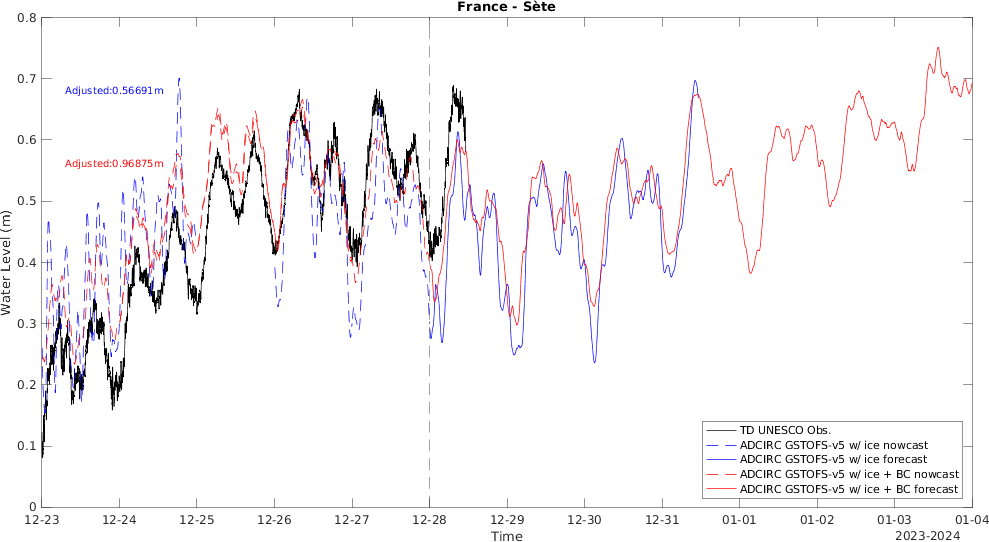 France - Sète
0.8
0.7
0.6
0.5
0.4
0.3
0.2
0.1
0
Water Level (m)
Adjusted:0.56691m
Adjusted:0.96875m
TD UNESCO Obs.
ADCIRC GSTOFS-v5 w/ ice nowcast
ADCIRC GSTOFS-v5 w/ ice forecast
ADCIRC GSTOFS-v5 w/ ice + BC nowcast
ADCIRC GSTOFS-v5 w/ ice + BC forecast
12-23 12-24 12-25 12-26 12-27 12-28 12-29 12-30 12-31 01-01 01-02 01-03 01-04
Time
2023-2024